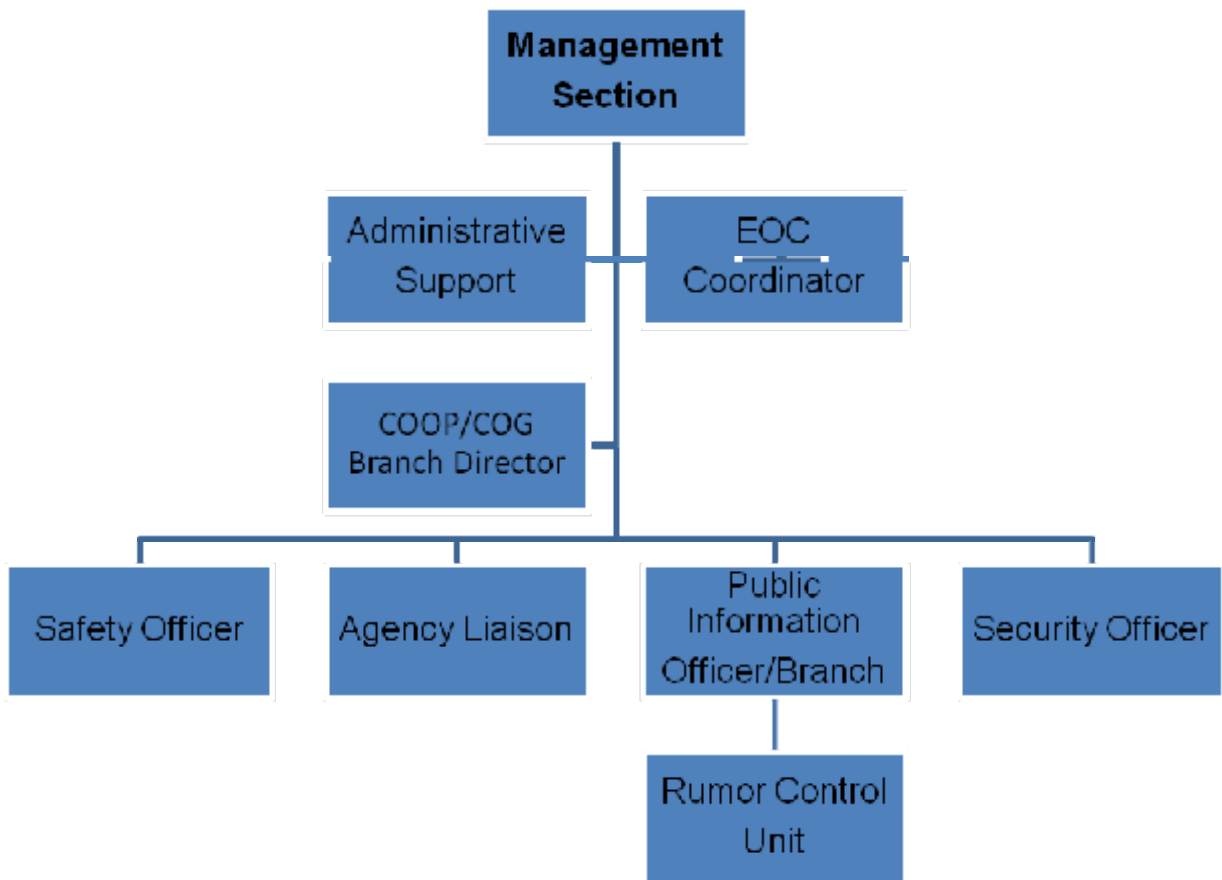 Management
Section
Administrative
Support
EOC
Coordinator
COOP/COG
Branch Director
Safety Officer
Agency Liaison
Public
Information
Officer/Branch
Security Officer
Rumor Control
Unit